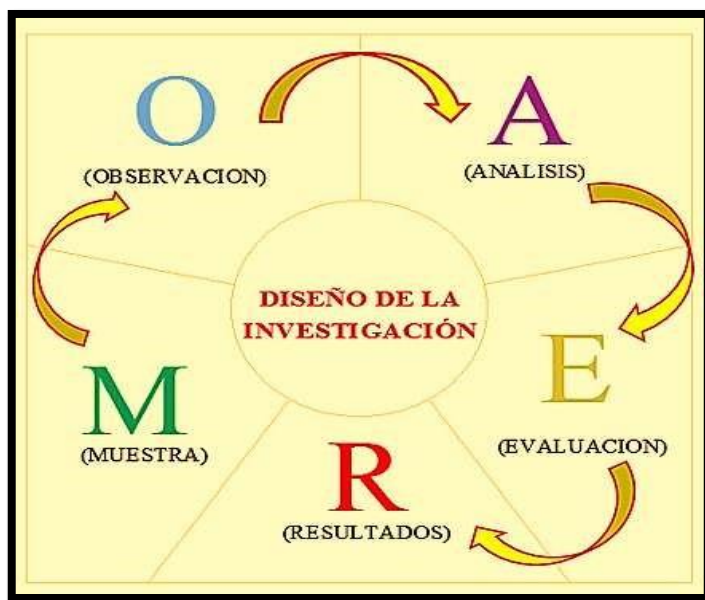 O
(OBSERVACION)
A
(ANALISIS)
DISEÑO DE LA
INVESTIGACIÓN
M
(MUESTRA)
E
(EVALUACION)
R
(RESULTADOS)